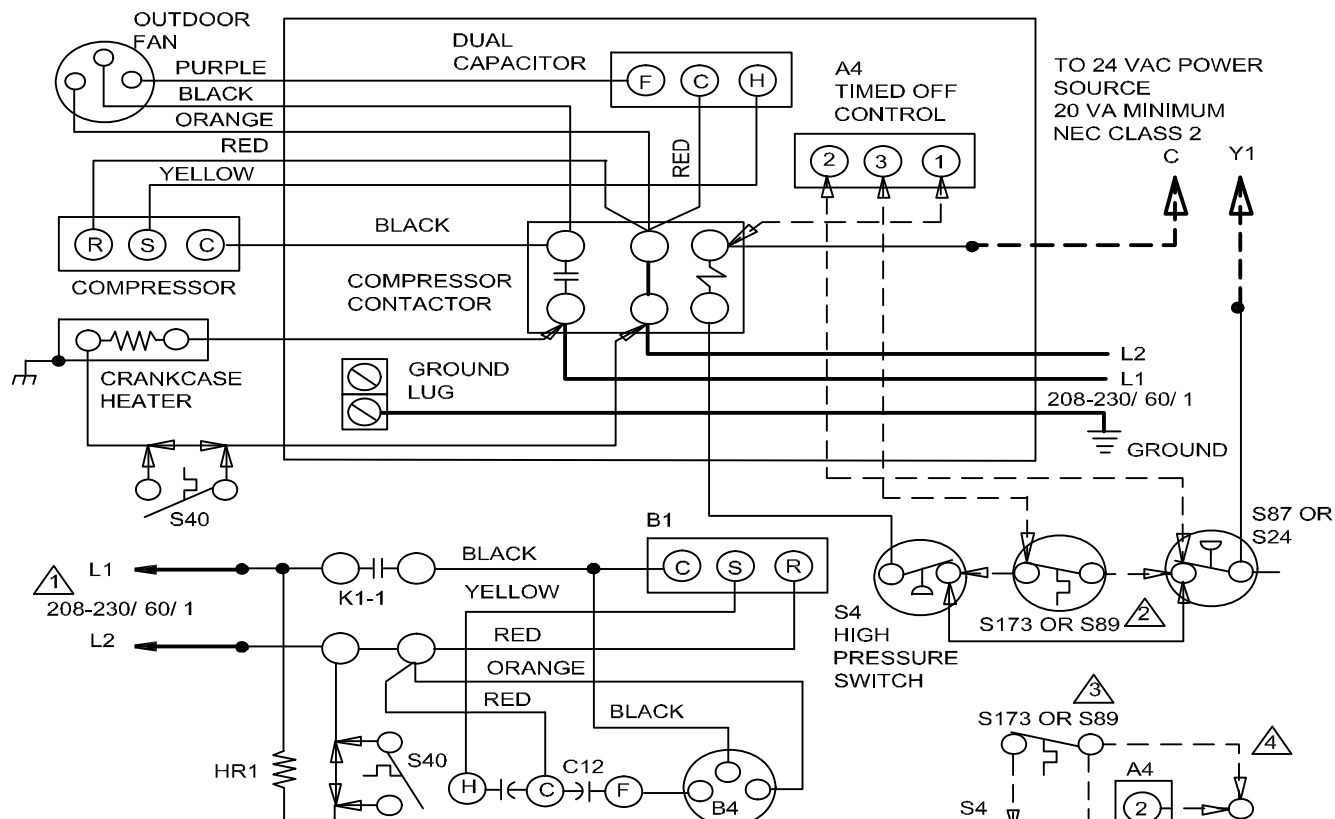 OUTDOOR
FAN
PURPLE
BLACK
ORANGE
RED
YELLOW
DUAL
CAPACITOR
F C H
RED
A4
TIMED OFF
CONTROL
2 3 1
TO 24 VAC POWER
SOURCE
20 VA MINIMUM
NEC CLASS 2
C Y1
R S C
COMPRESSOR
BLACK
COMPRESSOR
CONTACTOR
CRANKCASE
HEATER
GROUND
LUG
L2
L1
208-230/ 60/ 1
GROUND
S40
S87 OR
S24
S173 OR S89
2
S4
HIGH
PRESSURE
SWITCH
1
L1
208-230/ 60/ 1
L2
K1-1
BLACK
YELLOW
RED
ORANGE
RED
BLACK
B1
C S R
HR1
S40
H C C12 F
B4
3
S173 OR S89
4
A4
2
S4